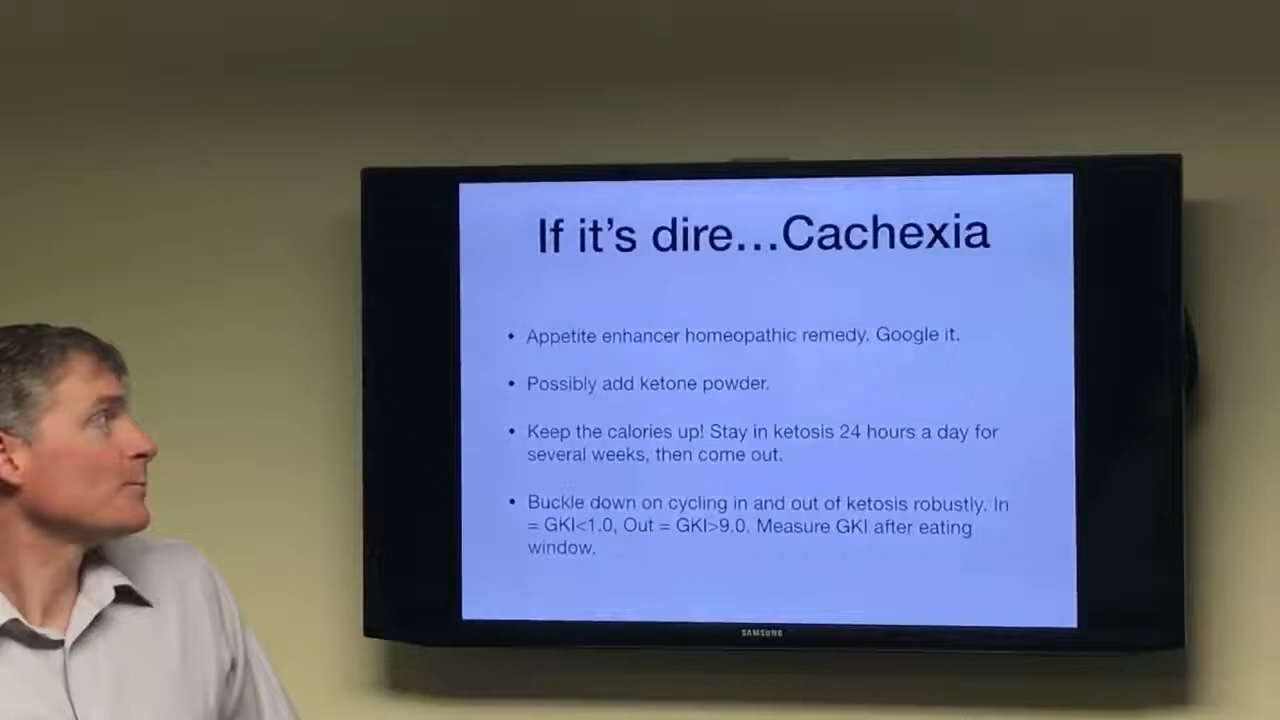 If it's dire...Cachexia
• Appetite enhancer homeopathic remedy. Google it.
• Possibly add ketone powder.
• Keep the calories up! Stay in ketosis 24 hours a day for
several weeks, then come out.
• Buckle down on cycling in and out of ketosis robustly. In
= GKI<1.0, Out = GKI>9.0. Measure GKI after eating
window.
SAMSUNG